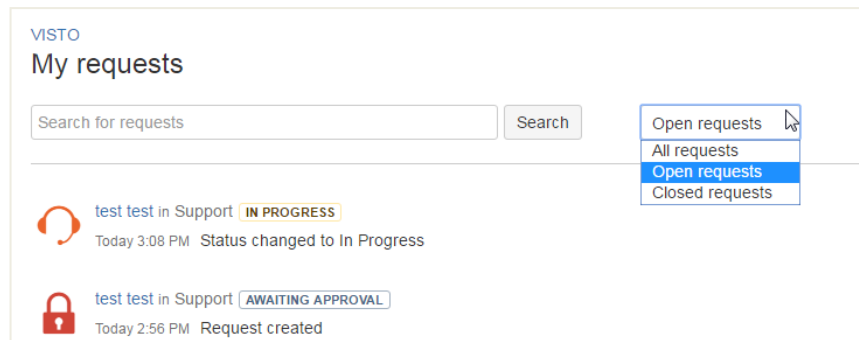 VISTO
My requests
Search for requests
Search
Open requests
All requests
Open requests
Closed requests
test test in Support IN PROGRESS
Today 3:08 PM Status changed to In Progress
test test in Support AWAITING APPROVAL
Today 2:56 PM Request created